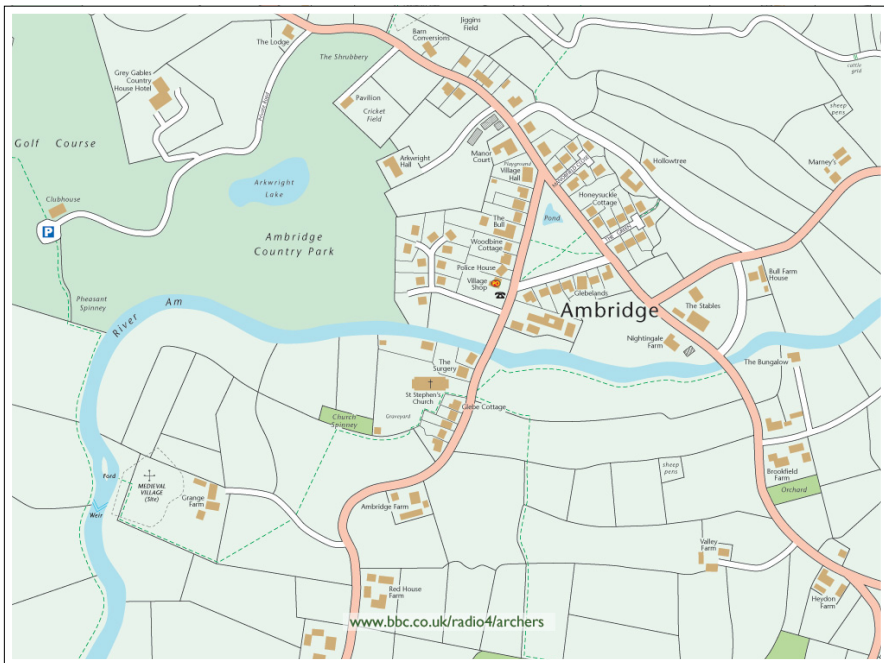 Jiggins
Field
The Lodge
Barn
Conversions
The Shrubbery
cattle
grid
Grey Gables
Country
House Hotel
Private Road
Pavilion
Cricket
Field
sheep
pens
Golf Course
Manor
Court
Arkwright
Hall
Playground
Village
Hall
Hollowtree
Marney's
Arkwright
Lake
Honeysuckle
Cottage
Clubhouse
P
The
Bull
Pond
THE GREEN
Ambridge
Country Park
Woodbine
Cottage
Police House
Village
Shop
Bull Farm
House
Pheasant
Spinney
River Am
Glebelands
Ambridge
The Stables
Nightingale
Farm
The Bungalow
The
Surgery
St Stephen's
Church
Church
Spinney
Graveyard
Glebe Cottage
Ford
MEDIEVAL
VILLAGE
(Site)
Grange
Farm
sheep
pens
Brookfield
Farm
Orchard
Weir
Ambridge Farm
Valley
Farm
Red House
Farm
Heydon
Farm
www.bbc.co.uk/radio4/archers